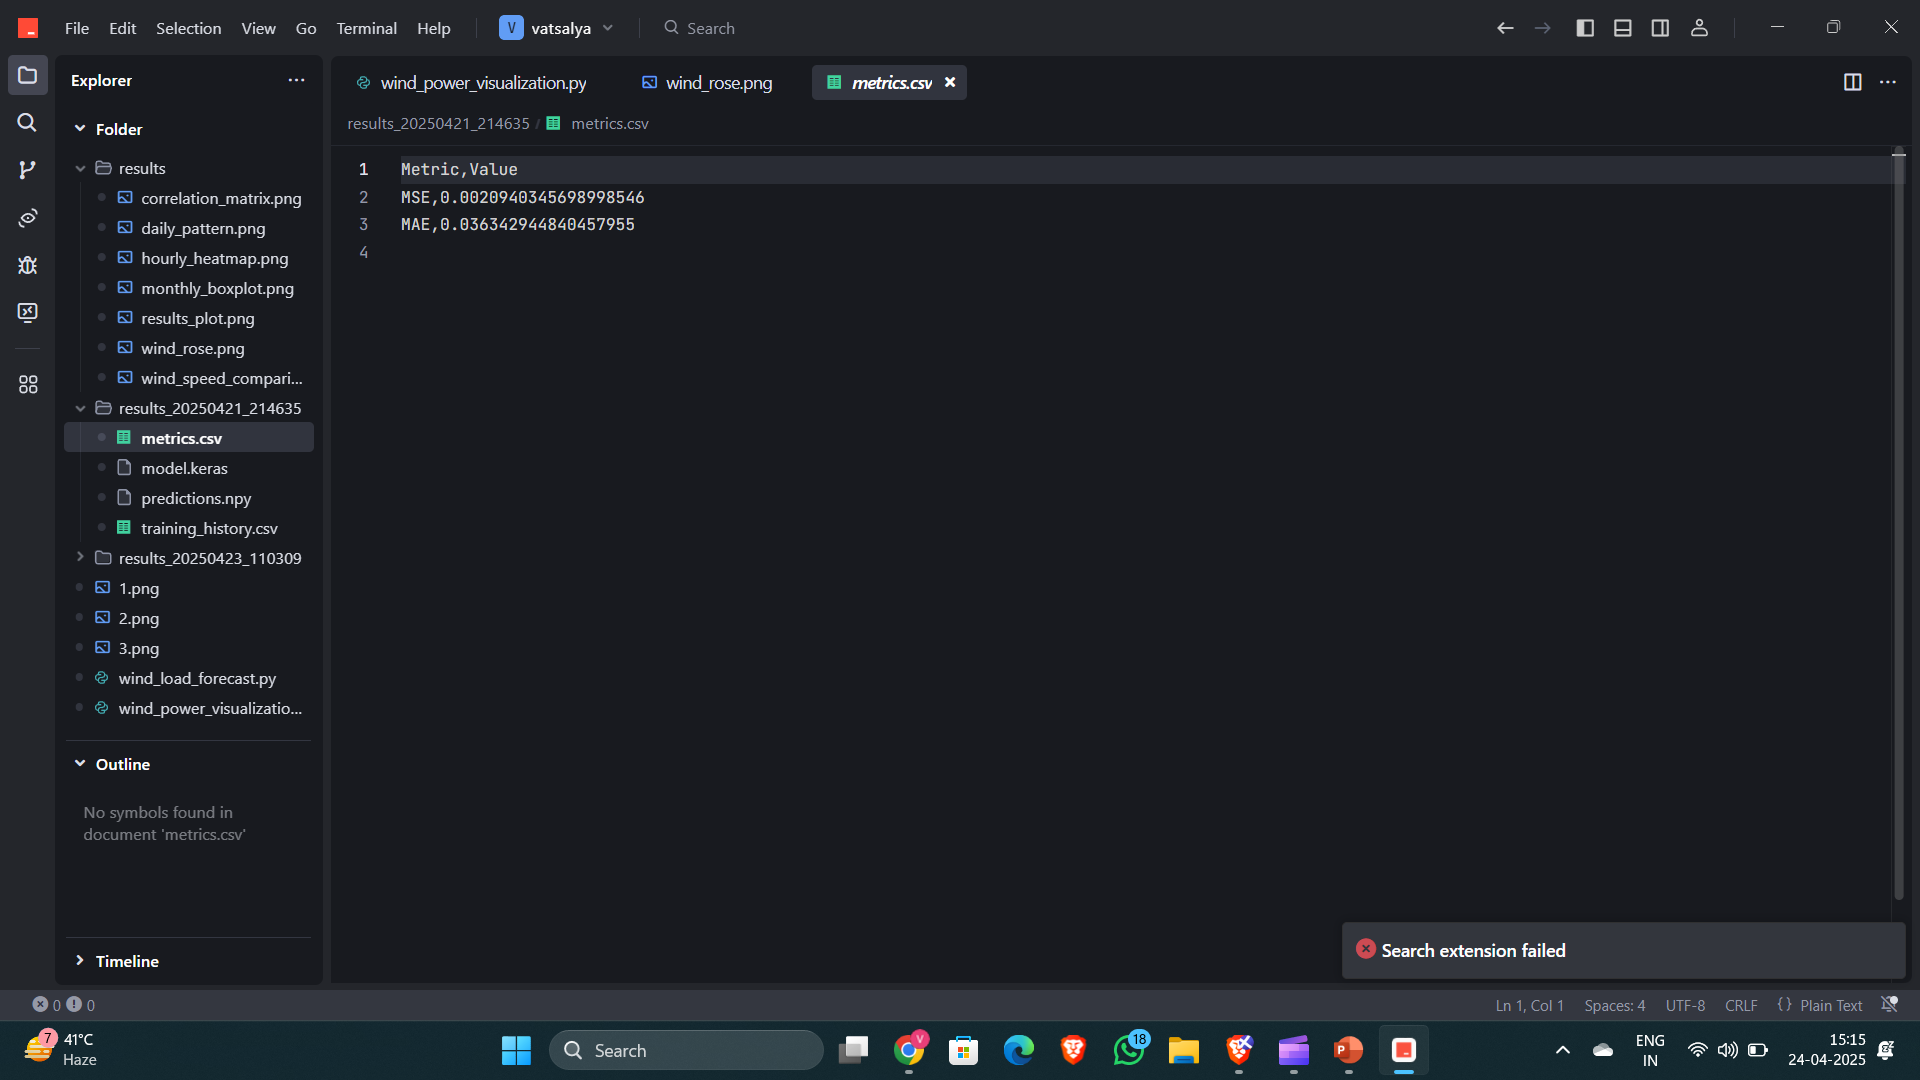 File Edit Selection View Go Terminal Help V vatsalya Search
Explorer
wind_power_visualization.py wind_rose.png metrics.csv
results_20250421_214635 / metrics.csv
Folder
results
correlation_matrix.png
daily_pattern.png
hourly_heatmap.png
monthly_boxplot.png
results_plot.png
wind_rose.png
wind_speed_compari...
results_20250421_214635
metrics.csv
model.keras
predictions.npy
training_history.csv
results_20250423_110309
1.png
2.png
3.png
wind_load_forecast.py
wind_power_visualizatio...
Outline
No symbols found in
document 'metrics.csv'
Timeline
1 Metric,Value
2 MSE,0.0020940345698998546
3 MAE,0.036342944840457955
4
Search extension failed
0 0
Ln 1, Col 1 Spaces: 4 UTF-8 CRLF {} Plain Text
7
41°C
Haze
Search
V
18
P
ENG
IN
15:15
24-04-2025